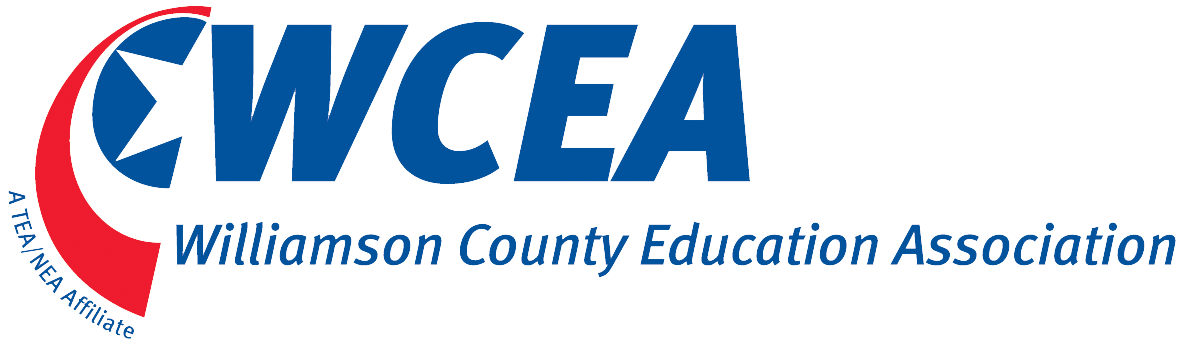 WCEA
Williamson County Education Association
A TEA/NEA Affiliate